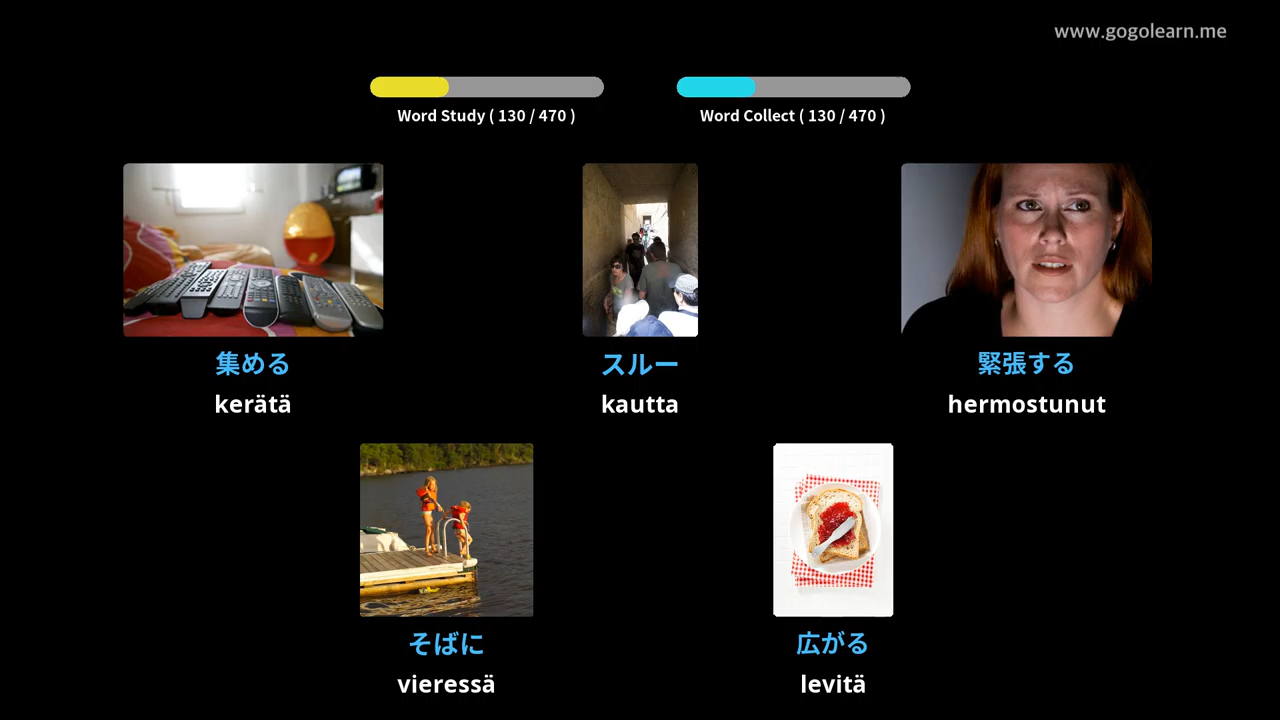 www.gogolearn.me
Word Study ( 130 / 470 )
Word Collect ( 130 / 470 )
集める
kerätä
スルー
kautta
緊張する
hermostunut
そばに
vieressä
広がる
levitä